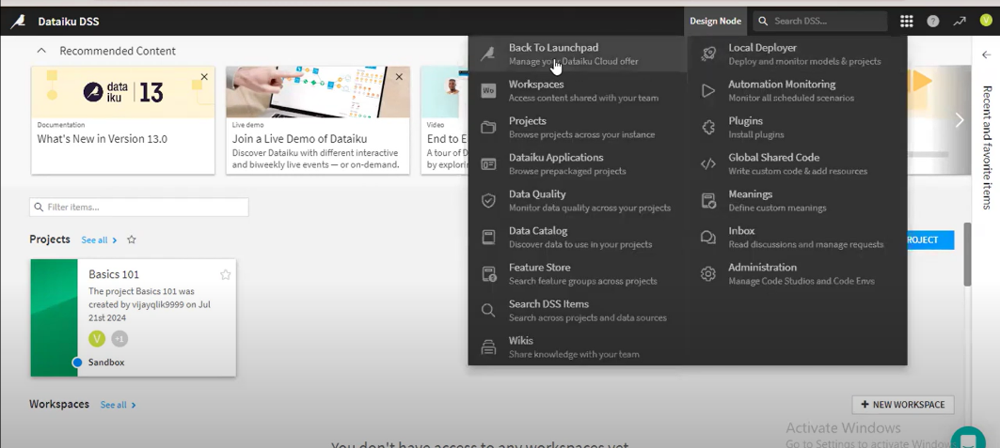 Dataiku DSS
Design Node
Search DSS...
?
V
Recommended Content
data
iku
13
Documentation
What's New in Version 13.0
Live demo
Join a Live Demo of Dataiku
Discover Dataiku with different interactive
and biweekly live events — or on-demand.
Video
End to E
A tour of D
by explorin
Back To Launchpad
Manage your Dataiku Cloud offer
Wo
Workspaces
Access content shared with your team
Projects
Browse projects across your instance
Dataiku Applications
Browse prepackaged projects
Data Quality
Monitor data quality across your projects
Data Catalog
Discover data to use in your projects
Feature Store
Search feature groups across projects
Search DSS Items
Search across projects and data sources
Wikis
Share knowledge with your team
Local Deployer
Deploy and monitor models & projects
Automation Monitoring
Monitor all scheduled scenarios
Plugins
Install plugins
Global Shared Code
Write custom code & add resources
Meanings
Define custom meanings
Inbox
Read discussions and manage requests
Administration
Manage Code Studios and Code Envs
Recent and favorite items
Filter items...
Projects
See all
ROJECT
Basics 101
The project Basics 101 was
created by vijayqlik9999 on Jul
21st 2024
V
+1
Sandbox
Workspaces
See all
+ NEW WORKSPACE
You don't have access to any workspaces yet
Activate Windows
Go to Settings to activate Windows